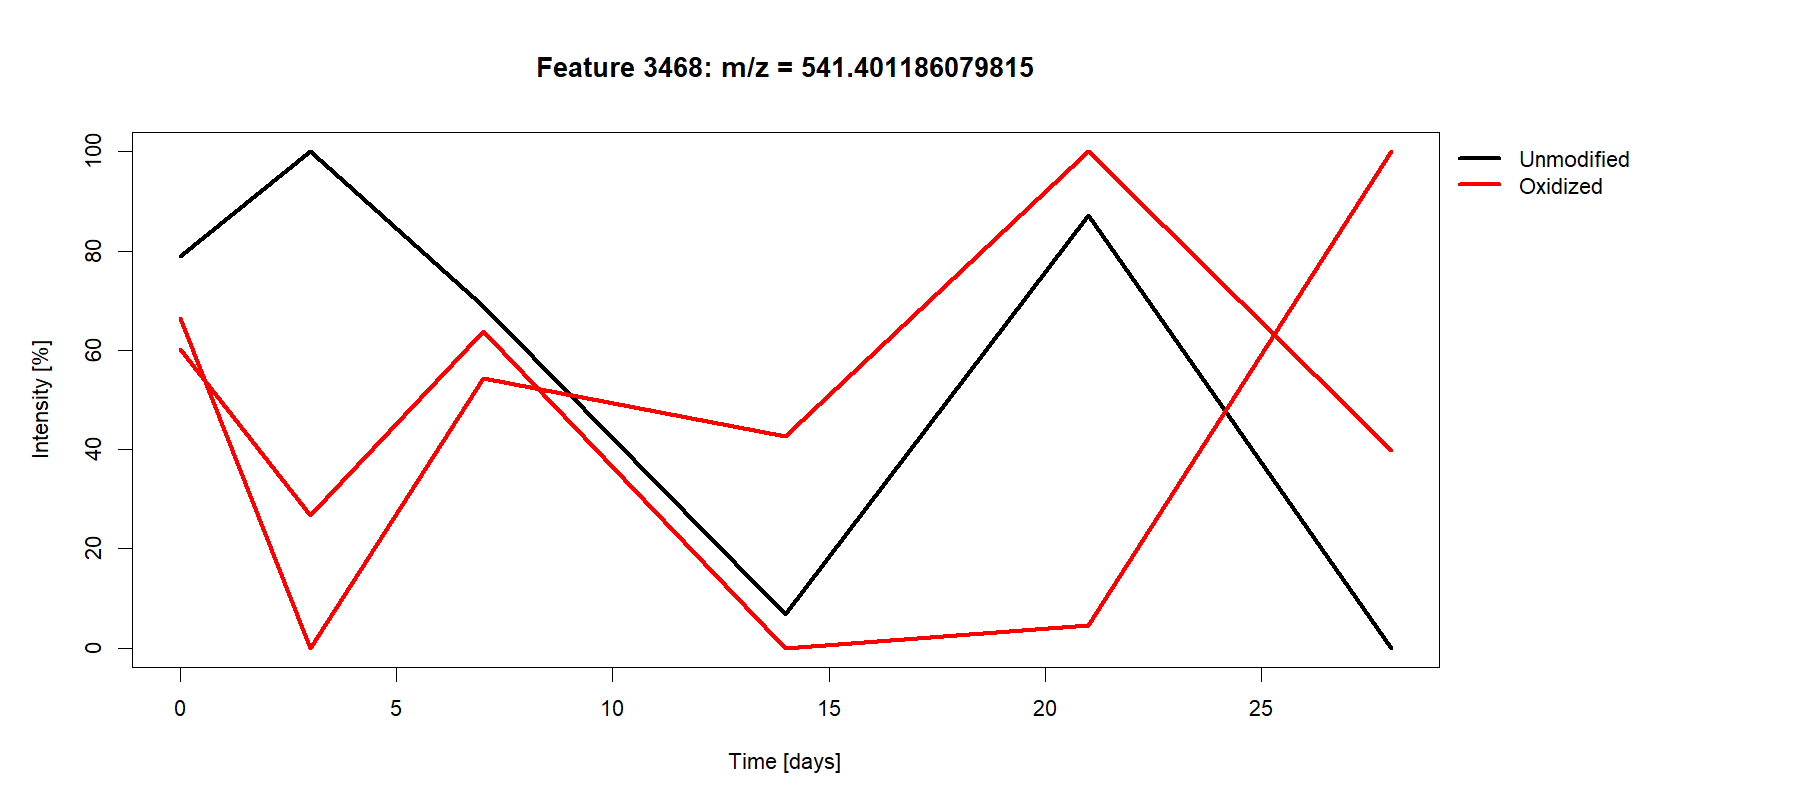 Feature 3468: m/z = 541.401186079815
Unmodified
Oxidized
Intensity [%]
100
80
60
40
20
0
0 5 10 15 20 25
Time [days]